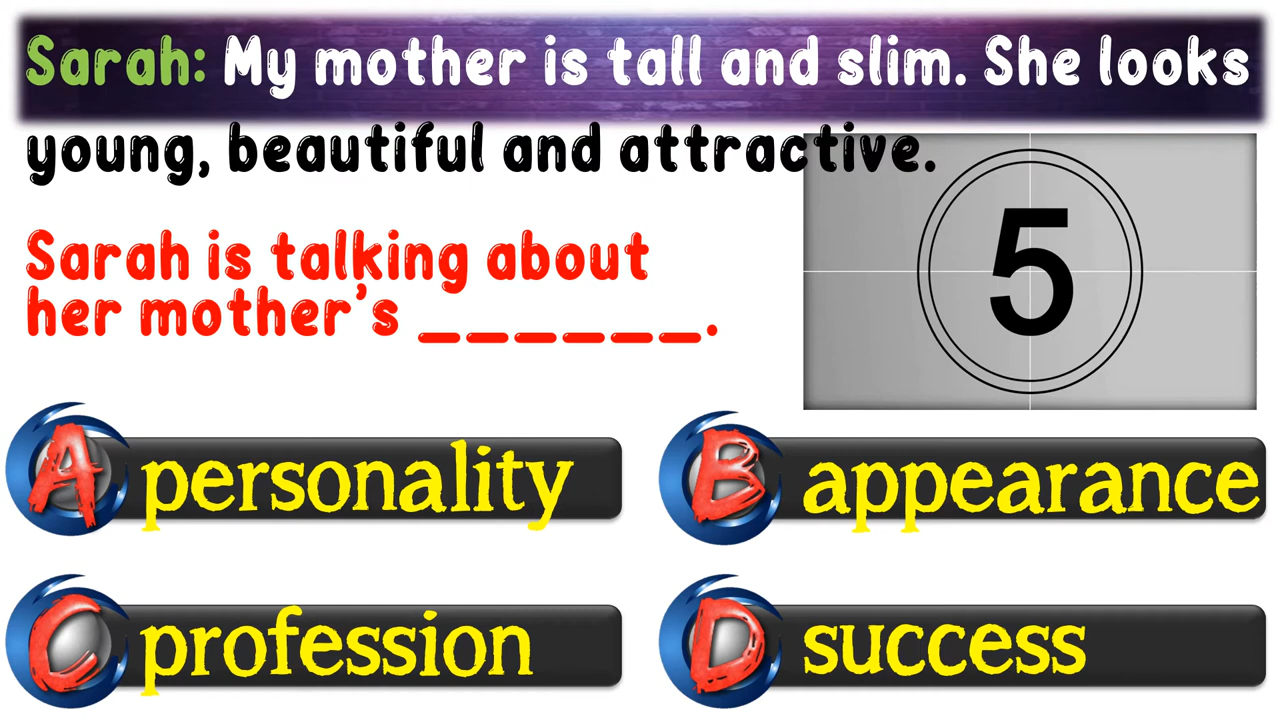 Sarah: My mother is tall and slim. She looks
young, beautiful and attractive.
5
Sarah is talking about
her mother's ______.
A personality
B appearance
C profession
D success